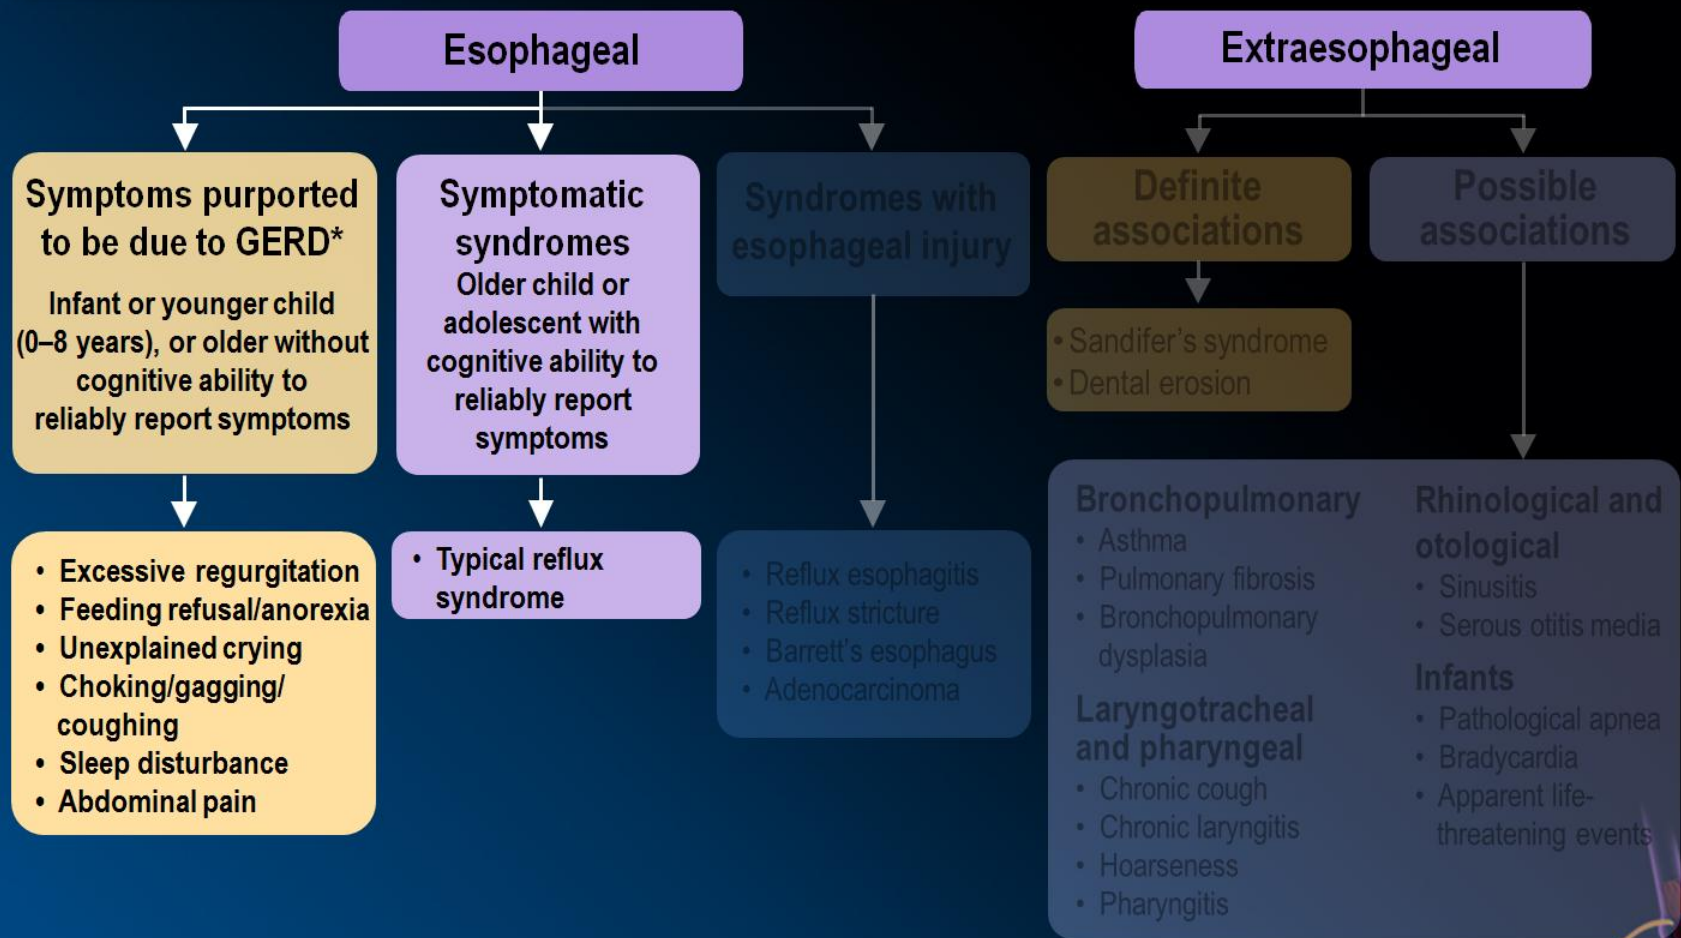 Esophageal
Symptoms purported
to be due to GERD*
Infant or younger child
(0–8 years), or older without
cognitive ability to
reliably report symptoms
• Excessive regurgitation
• Feeding refusal/anorexia
• Unexplained crying
• Choking/gagging/
coughing
• Sleep disturbance
• Abdominal pain
Symptomatic
syndromes
Older child or
adolescent with
cognitive ability to
reliably report
symptoms
• Typical reflux
syndrome
Syndromes with
esophageal injury
• Reflux esophagitis
• Reflux stricture
• Barrett's esophagus
• Adenocarcinoma
Extraesophageal
Definite
associations
• Sandifer's syndrome
• Dental erosion
Possible
associations
Bronchopulmonary
• Asthma
• Pulmonary fibrosis
• Bronchopulmonary
dysplasia
Laryngotracheal
and pharyngeal
• Chronic cough
• Chronic laryngitis
• Hoarseness
• Pharyngitis
Rhinological and
otological
• Sinusitis
• Serous otitis media
Infants
• Pathological apnea
• Bradycardia
• Apparent life-
threatening events